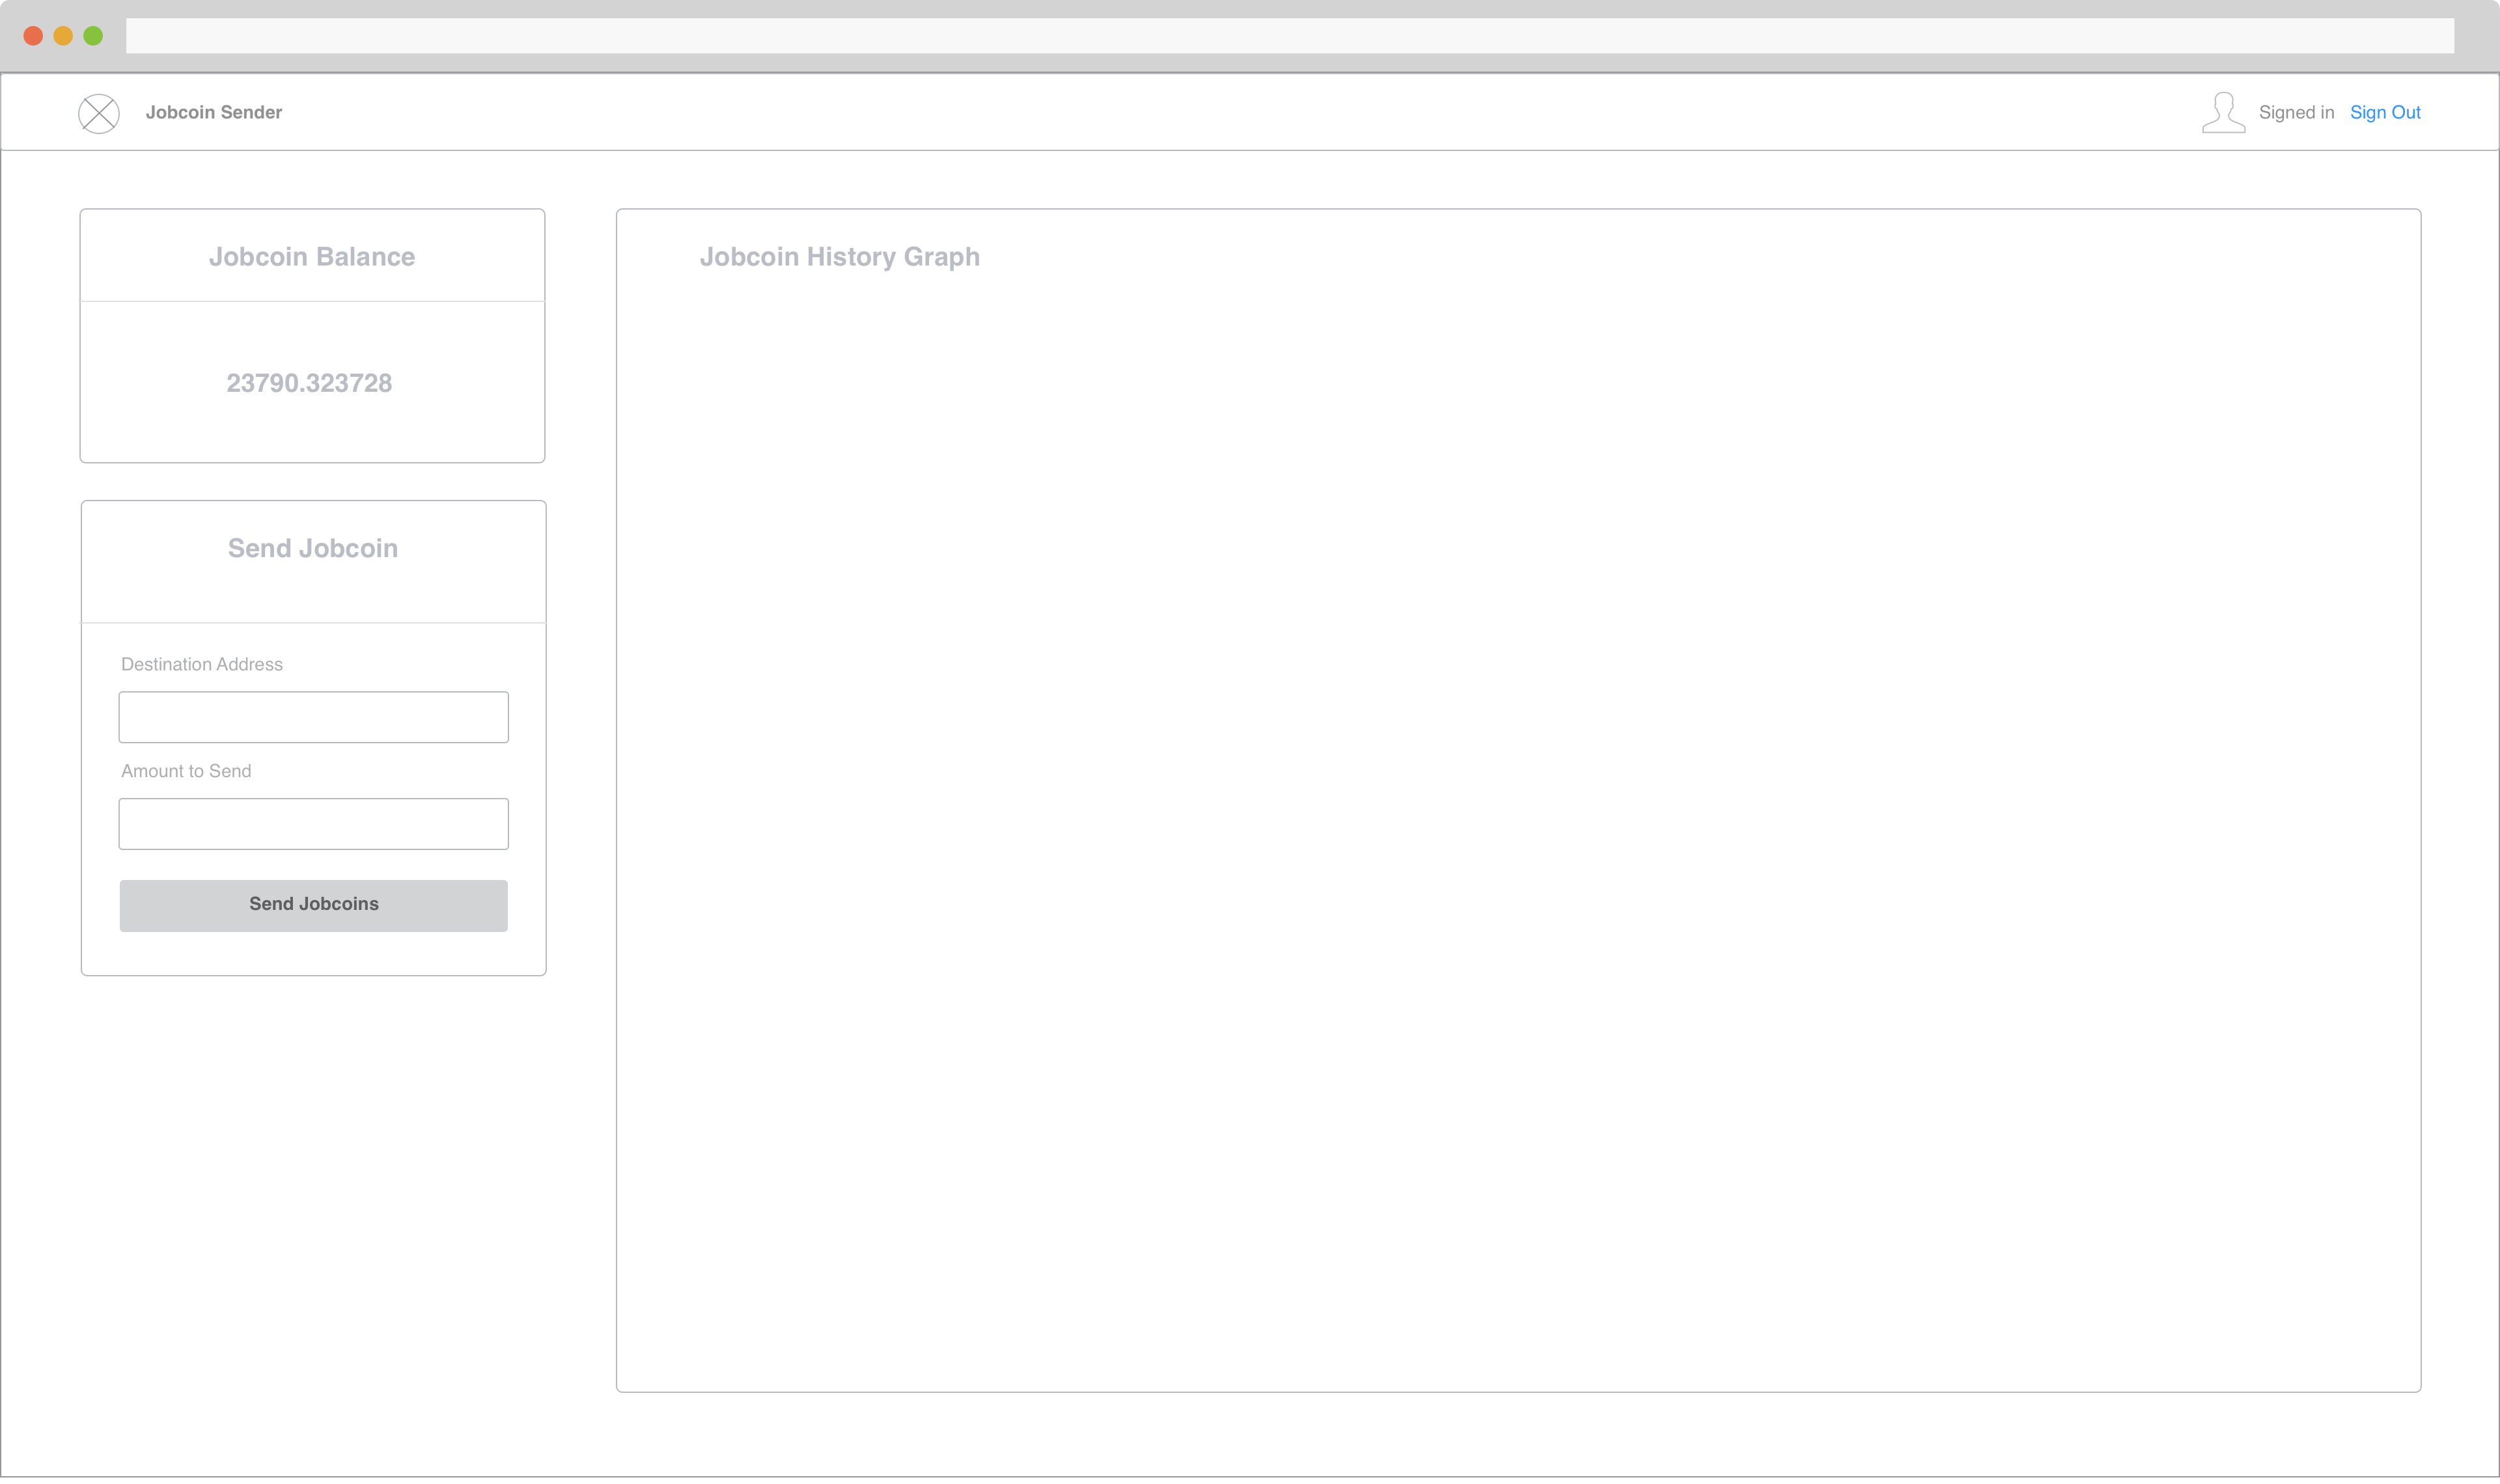 Jobcoin Sender
Signed in Sign Out
Jobcoin Balance
23790.323728
Send Jobcoin
Destination Address
Amount to Send
Send Jobcoins
Jobcoin History Graph